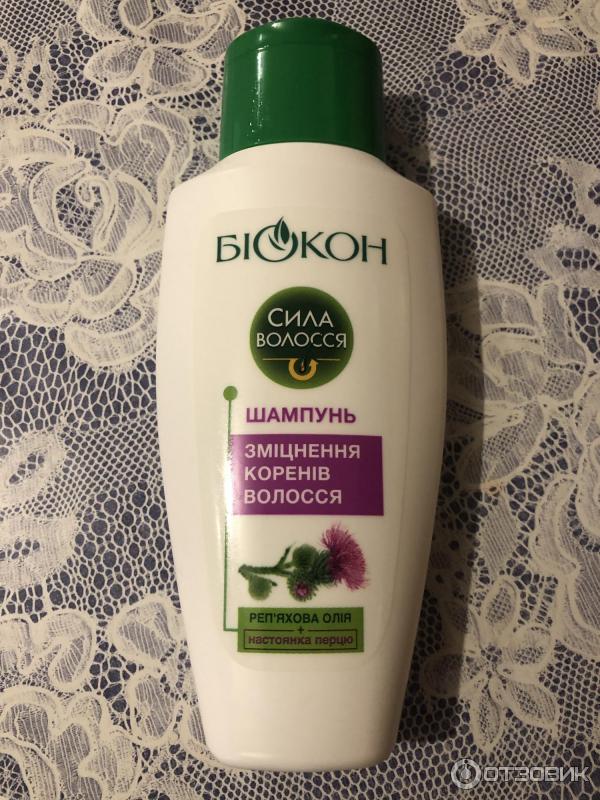 БІОКОН
СИЛА
ВОЛОССЯ
ШАМПУНЬ
ЗМІЦНЕННЯ
КОРЕНІВ
ВОЛОССЯ
РЕП'ЯХОВА ОЛІЯ
+
настоянка перцю
ОТЗОВИК